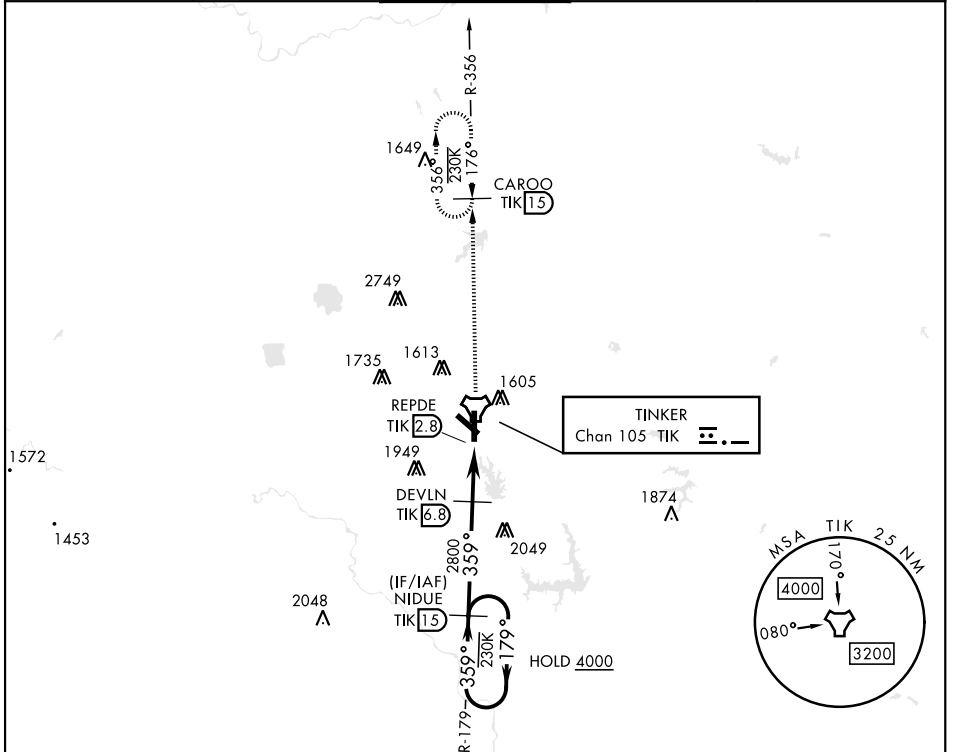 R-356
1649
356°
230K
176°
CAROO
TIK 15
2749
1735
1613
1605
REPDE
TIK 2.8
TINKER
Chan 105 TIK
1949
1572
DEVLN
TIK 6.8
1874
1453
2049
2800
359°
(IF/IAF)
NIDUE
TIK 15
2048
359°
230K
179°
HOLD 4000
R-179
MSA TIK 25 NM
170°
4000
080°
3200